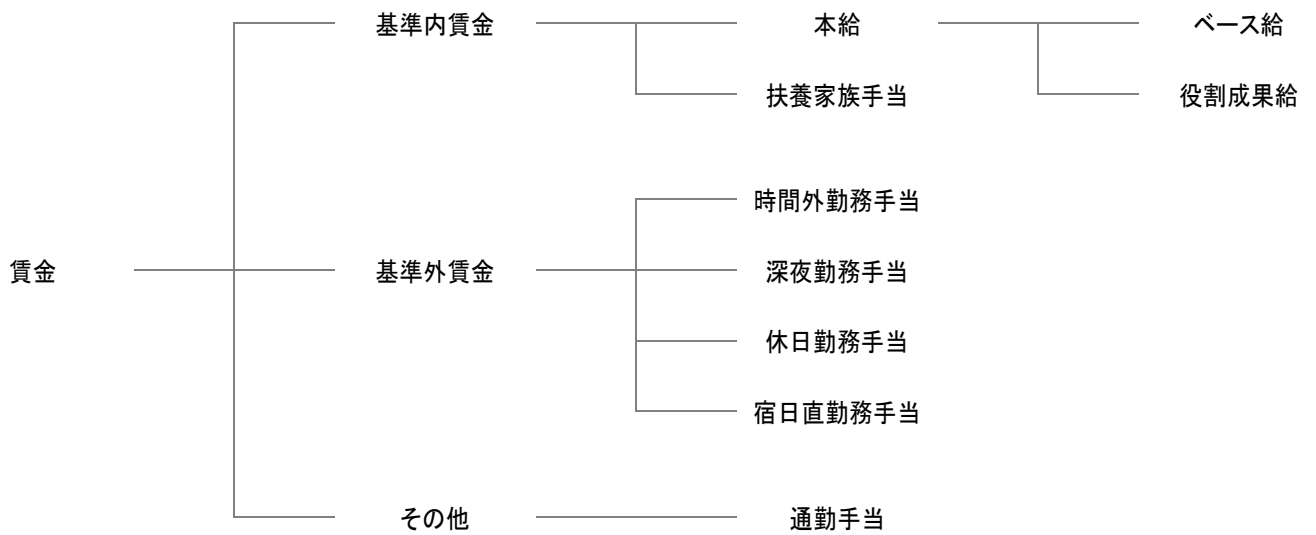 基準内賃金
本給
ベース給
扶養家族手当
役割成果給
時間外勤務手当
賃金
基準外賃金
深夜勤務手当
休日勤務手当
宿日直勤務手当
その他
通勤手当